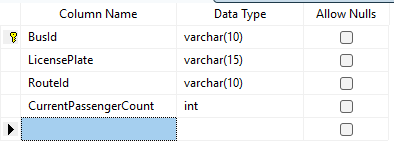 Column Name Data Type Allow Nulls
BusId varchar(10)
LicensePlate varchar(15)
RouteId varchar(10)
CurrentPassengerCount int